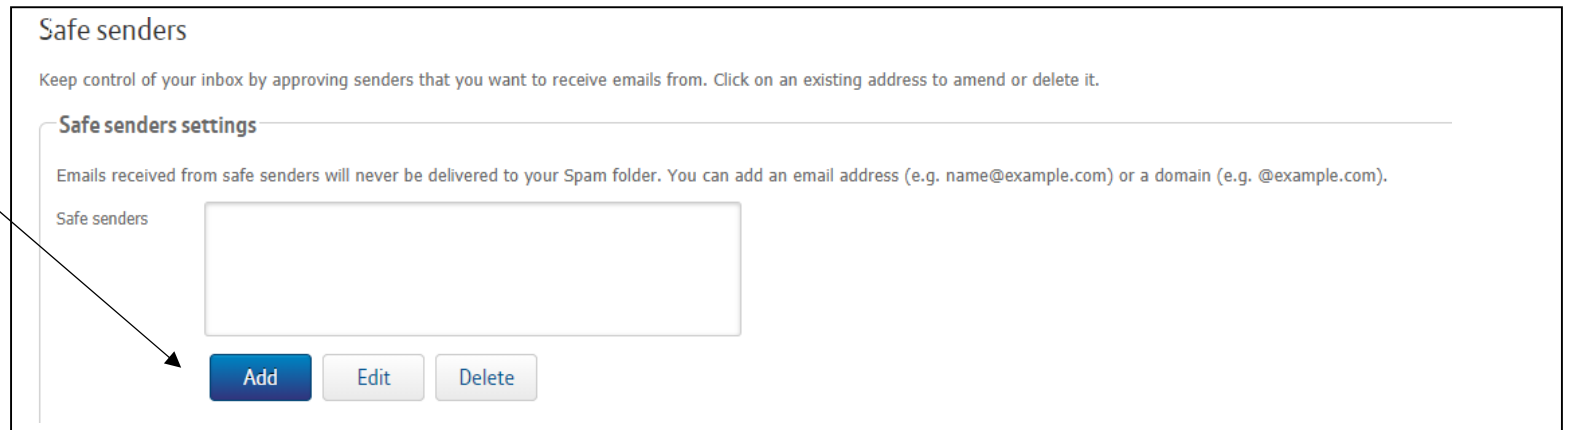 Safe senders
Keep control of your inbox by approving senders that you want to receive emails from. Click on an existing address to amend or delete it.
Safe senders settings
Emails received from safe senders will never be delivered to your Spam folder. You can add an email address (e.g. name@example.com) or a domain (e.g. @example.com).
Safe senders
Add Edit Delete